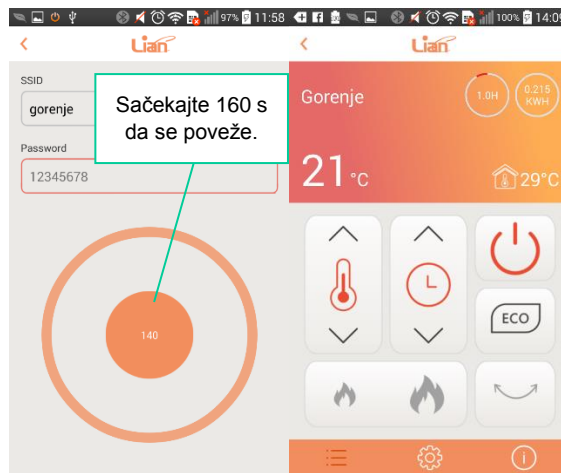 97% 11:58
Lian
SSID
gorenje
Sačekajte 160 s
da se poveže.
Password
12345678
140
100% 14:09
Lian
Gorenje
1.0H
0.215
KWH
21°C
29°C
ECO